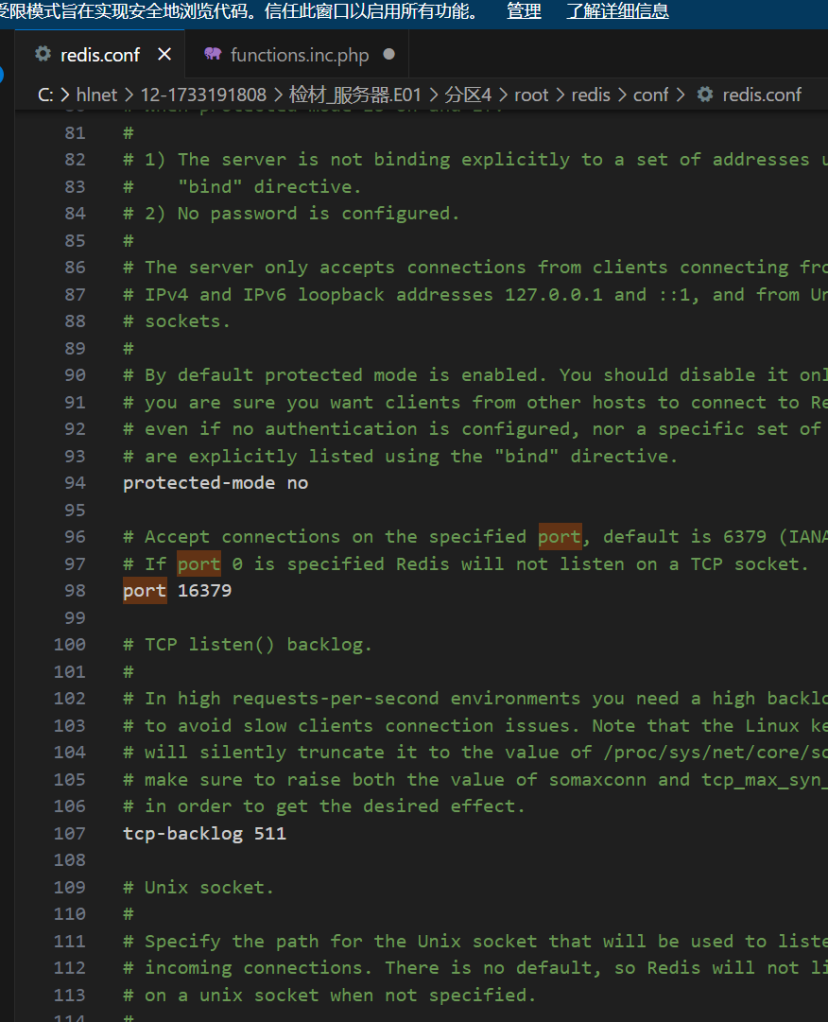 受限模式旨在实现安全地浏览代码。信任此窗口以启用所有功能。 管理 了解详细信息
redis.conf functions.inc.php
C: > hlnet > 12-1733191808 > 检材_服务器.E01 > 分区4 > root > redis > conf > redis.conf
81 #
82 # 1) The server is not binding explicitly to a set of addresses
83 #    "bind" directive.
84 # 2) No password is configured.
85 #
86 # The server only accepts connections from clients connecting
87 # IPv4 and IPv6 loopback addresses 127.0.0.1 and ::1, and from
88 # sockets.
89 #
90 # By default protected mode is enabled. You should disable it
91 # you are sure you want clients from other hosts to connect to
92 # even if no authentication is configured, nor a specific set of
93 # are explicitly listed using the "bind" directive.
94 protected-mode no
95
96 # Accept connections on the specified port, default is 6379 (IANA
97 # If port 0 is specified Redis will not listen on a TCP socket.
98 port 16379
99
100 # TCP listen() backlog.
101 #
102 # In high requests-per-second environments you need a high
103 # to avoid slow clients connection issues. Note that the Linux
104 # will silently truncate it to the value of /proc/sys/net/core/so
105 # make sure to raise both the value of somaxconn and tcp_max_syn_
106 # in order to get the desired effect.
107 tcp-backlog 511
108
109 # Unix socket.
110 #
111 # Specify the path for the Unix socket that will be used to
112 # incoming connections. There is no default, so Redis will not
113 # on a unix socket when not specified.
114 #